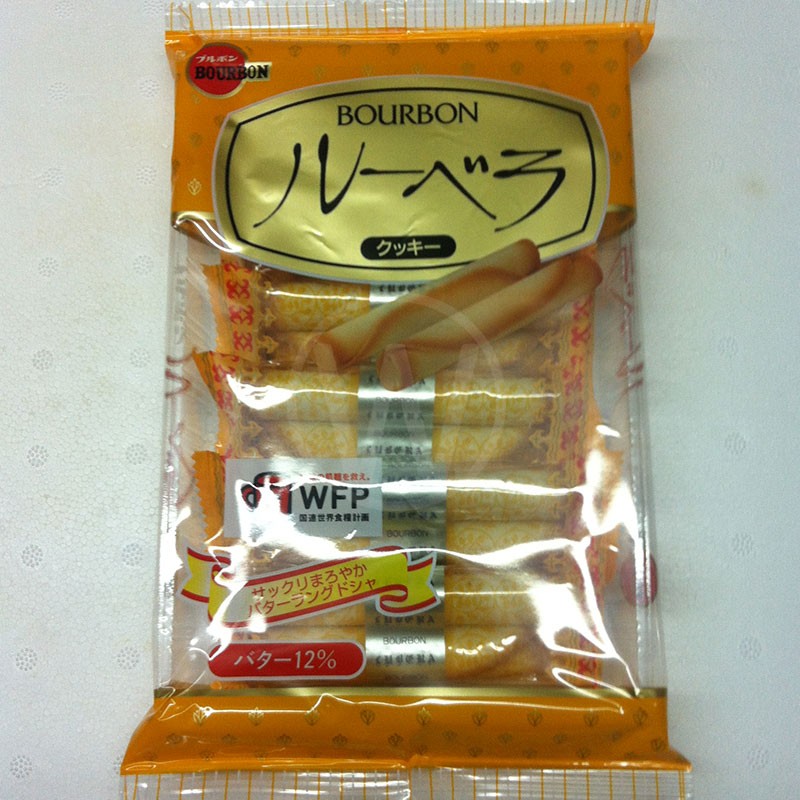 ブルボン
BOURBON
BOURBON
ルーベラ
クッキー
WFP
国連世界食糧計画
サックリまろやか
バターラングドシャ
バター12%
BOURBON
BOURBON